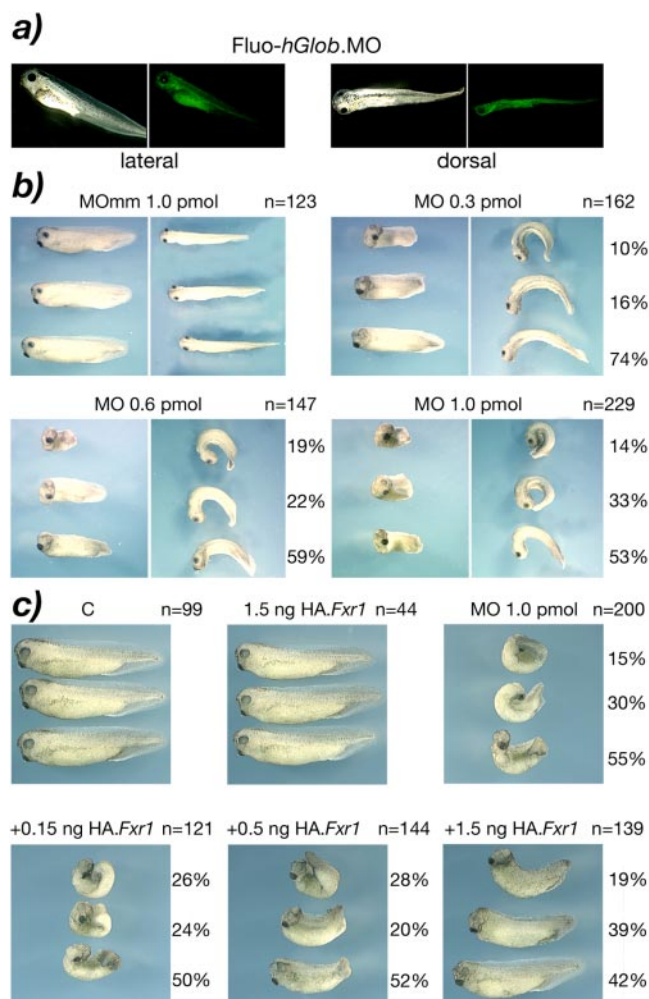 a)
Fluo-hGlob.MO
lateral
dorsal
b)
MOmm 1.0 pmol n=123
MO 0.3 pmol n=162
10%
16%
74%
MO 0.6 pmol n=147
19%
22%
59%
MO 1.0 pmol n=229
14%
33%
53%
c)
C n=99
1.5 ng HA.Fxr1 n=44
MO 1.0 pmol n=200
15%
30%
55%
+0.15 ng HA.Fxr1 n=121
26%
24%
50%
+0.5 ng HA.Fxr1 n=144
28%
20%
52%
+1.5 ng HA.Fxr1 n=139
19%
39%
42%